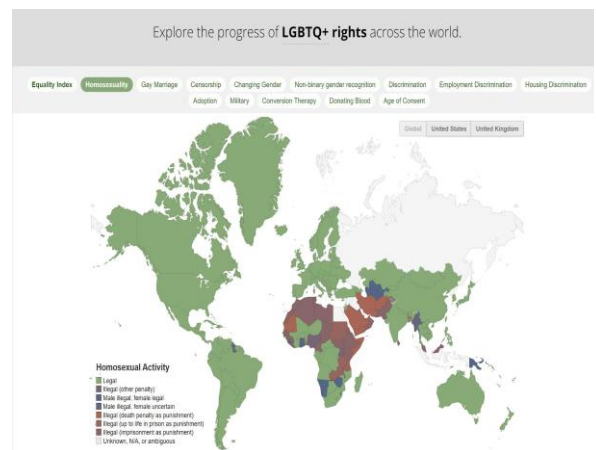 Explore the progress of LGBTQ+ rights across the world.
Equality Index Homosexuality Gay Marriage Censorship Changing Gender Non-binary gender recognition Discrimination Employment Discrimination Housing Discrimination
Adoption Military Conversion Therapy Donating Blood Age of Consent
Global United States United Kingdom
Homosexual Activity
Legal
Illegal (other penalty)
Male illegal, female legal
Male illegal, female uncertain
Illegal (death penalty as punishment)
Illegal (up to life in prison as punishment)
Illegal (imprisonment as punishment)
Unknown, N/A, or ambiguous